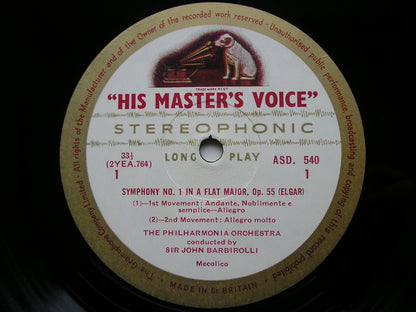 TRADE MARK REGD
"HIS MASTER'S VOICE"
STEREOPHONIC
33⅓ LONG PLAY ASD. 540
(2YEA.764)
1 1
SYMPHONY NO. 1 IN A FLAT MAJOR, Op. 55 (ELGAR)
(1)—1st Movement: Andante, Nobilmente e
semplice—Allegro
(2)—2nd Movement: Allegro molto
THE PHILHARMONIA ORCHESTRA
conducted by
SIR JOHN BARBIROLLI
Mecolico
The Gramophone Company Limited · All rights of the Manufacturer and of the Owner of the recorded work reserved · Unauthorised public performance, broadcasting and copying of this record prohibited
MADE IN Gt BRITAIN